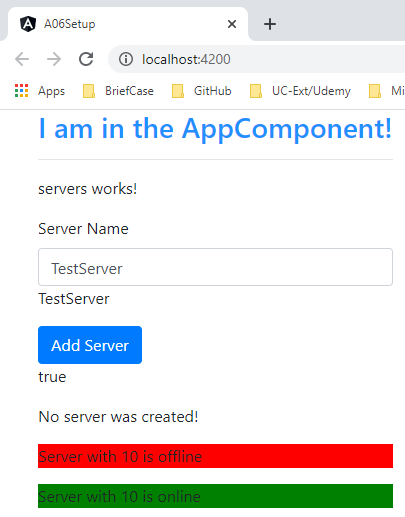 A06Setup
localhost:4200
Apps BriefCase GitHub UC-Ext/Udemy Mi
I am in the AppComponent!
servers works!
Server Name
TestServer
TestServer
Add Server
true
No server was created!
Server with 10 is offline
Server with 10 is online